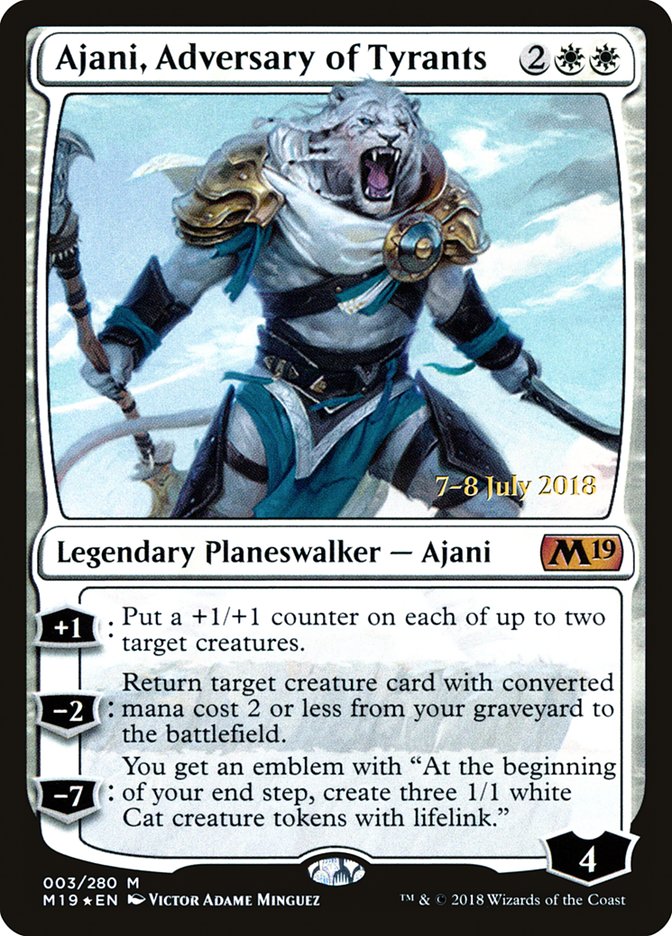 Ajani, Adversary of Tyrants 2
7–8 July 2018
Legendary Planeswalker — Ajani M19
+1 : Put a +1/+1 counter on each of up to two
target creatures.
−2 : Return target creature card with converted
mana cost 2 or less from your graveyard to
the battlefield.
−7 : You get an emblem with “At the beginning
of your end step, create three 1/1 white
Cat creature tokens with lifelink.”
4
003/280 M
M19★EN Victor Adame Minguez ™ & © 2018 Wizards of the Coast